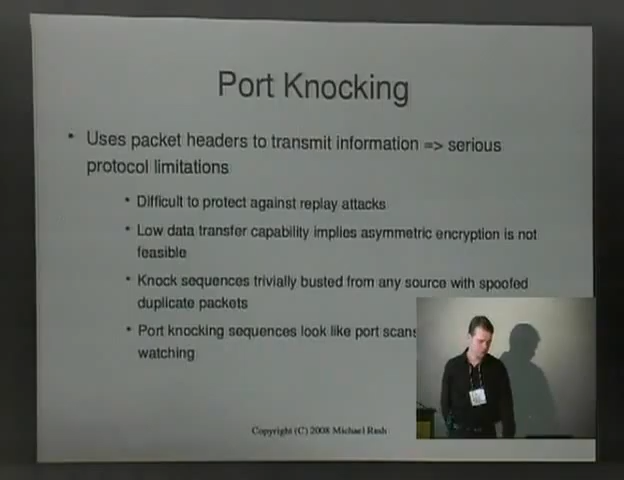 Port Knocking
• Uses packet headers to transmit information => serious
protocol limitations
• Difficult to protect against replay attacks
• Low data transfer capability implies asymmetric encryption is not
feasible
• Knock sequences trivially busted from any source with spoofed
duplicate packets
• Port knocking sequences look like port scans
watching
Copyright (C) 2008 Michael Rash